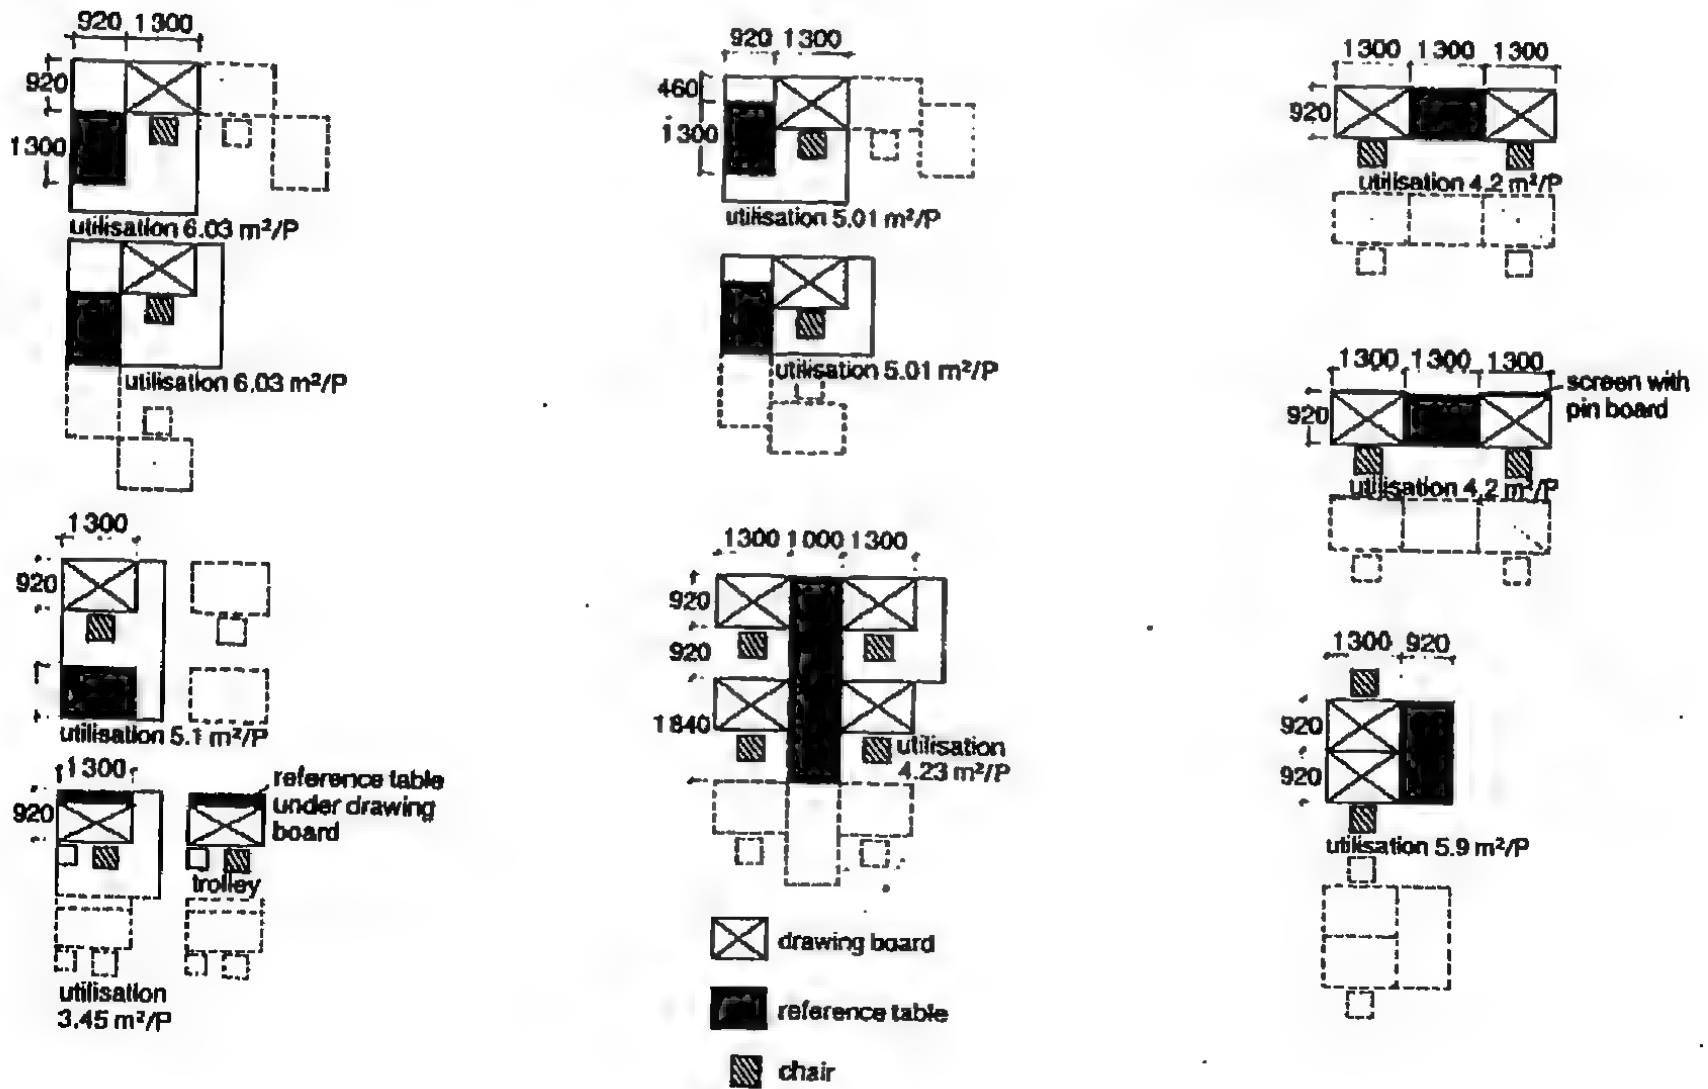 920 1300
920
1300
utilisation 6.03 m²/P
utilisation 6.03 m²/P
1300
920
utilisation 5.1 m²/P
1300
920
reference table
under drawing
board
trolley
utilisation
3.45 m²/P
920 1300
460
1300
utilisation 5.01 m²/P
utilisation 5.01 m²/P
1300 1000 1300
920
920
1840
utilisation
4.23 m²/P
drawing board
reference table
chair
1300 1300 1300
920
utilisation 4.2 m²/P
1300 1300 1300
920
screen with
pin board
utilisation 4.2 m²/P
1300 920
920
920
utilisation 5.9 m²/P